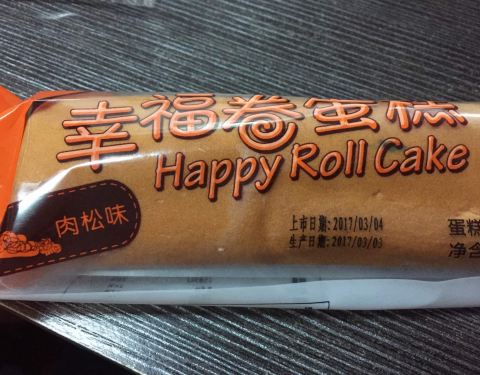 幸福卷蛋糕
Happy Roll Cake
肉松味
上市日期:2017/03/04
生产日期:2017/03/03
蛋糕
净含